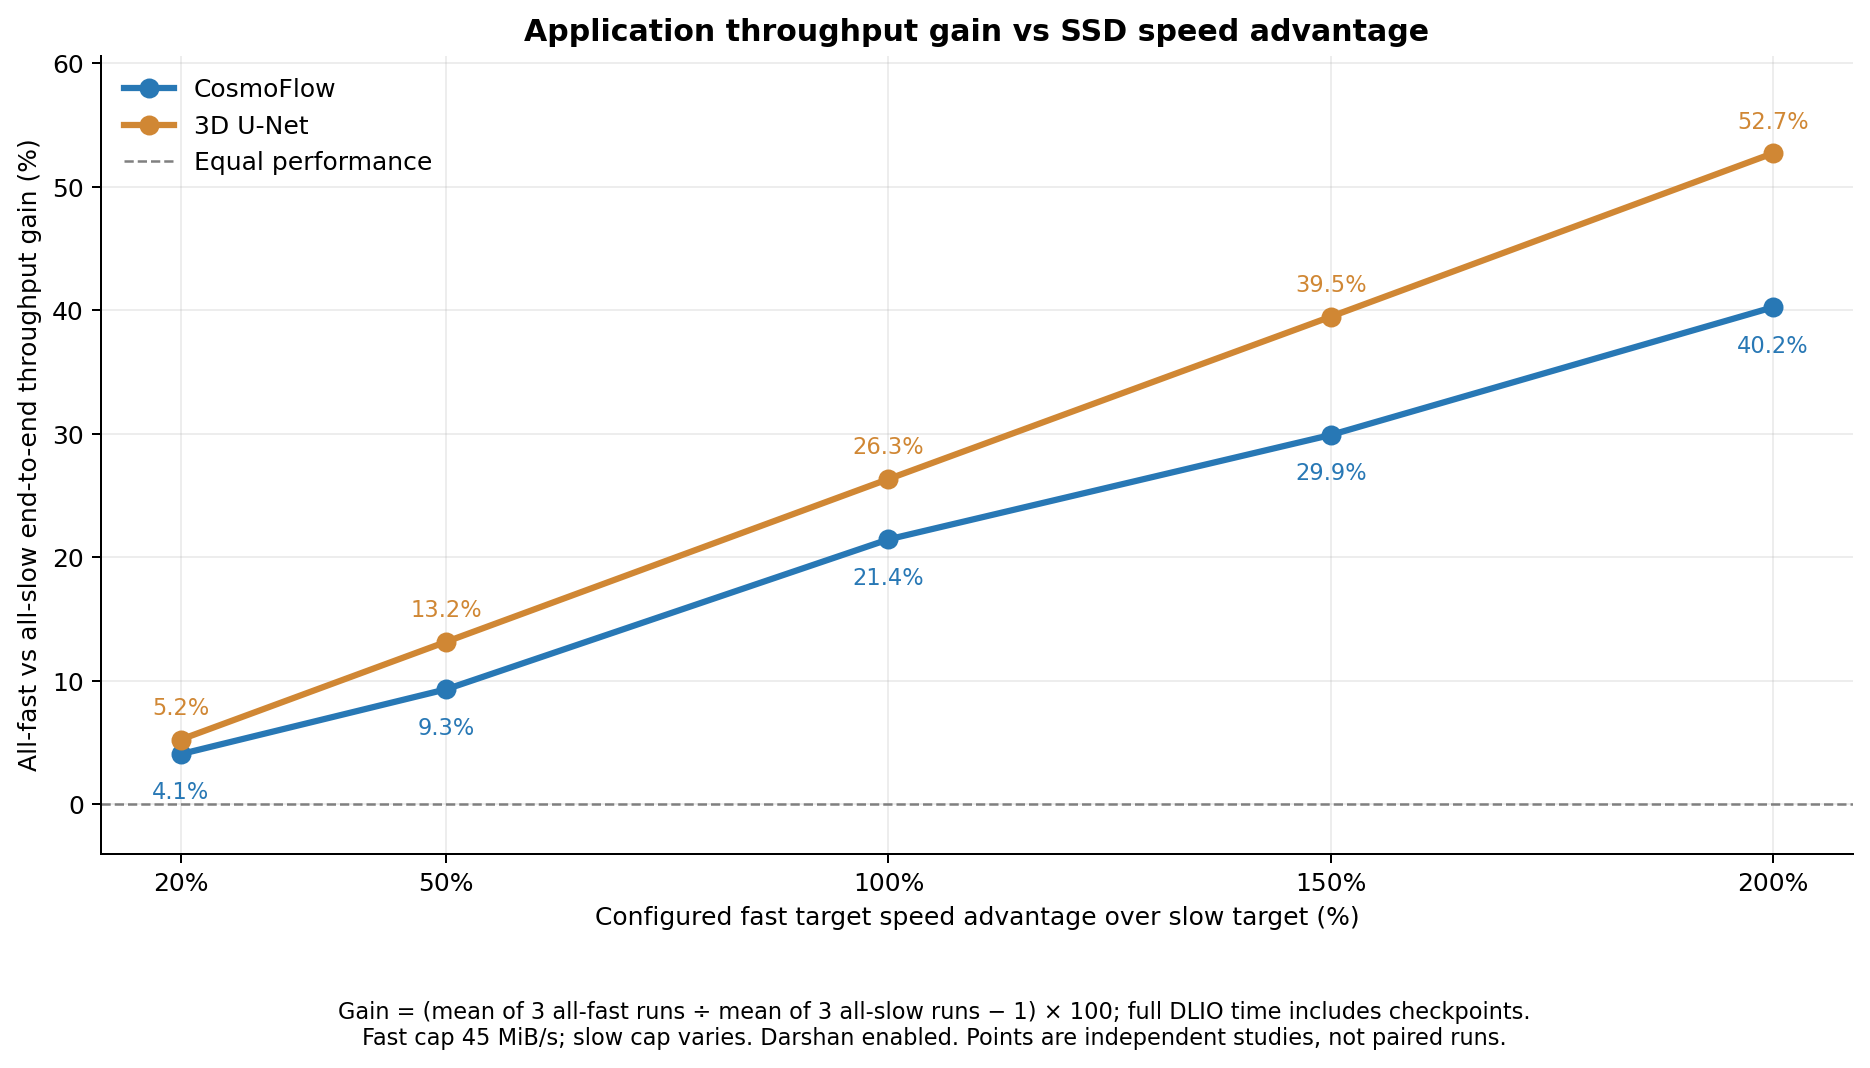 Application throughput gain vs SSD speed advantage
All-fast vs all-slow end-to-end throughput gain (%)
60
50
40
30
20
10
0
CosmoFlow
3D U-Net
Equal performance
5.2%
13.2%
26.3%
39.5%
52.7%
4.1%
9.3%
21.4%
29.9%
40.2%
20%
50%
100%
150%
200%
Configured fast target speed advantage over slow target (%)
Gain = (mean of 3 all-fast runs ÷ mean of 3 all-slow runs − 1) × 100; full DLIO time includes checkpoints.
Fast cap 45 MiB/s; slow cap varies. Darshan enabled. Points are independent studies, not paired runs.